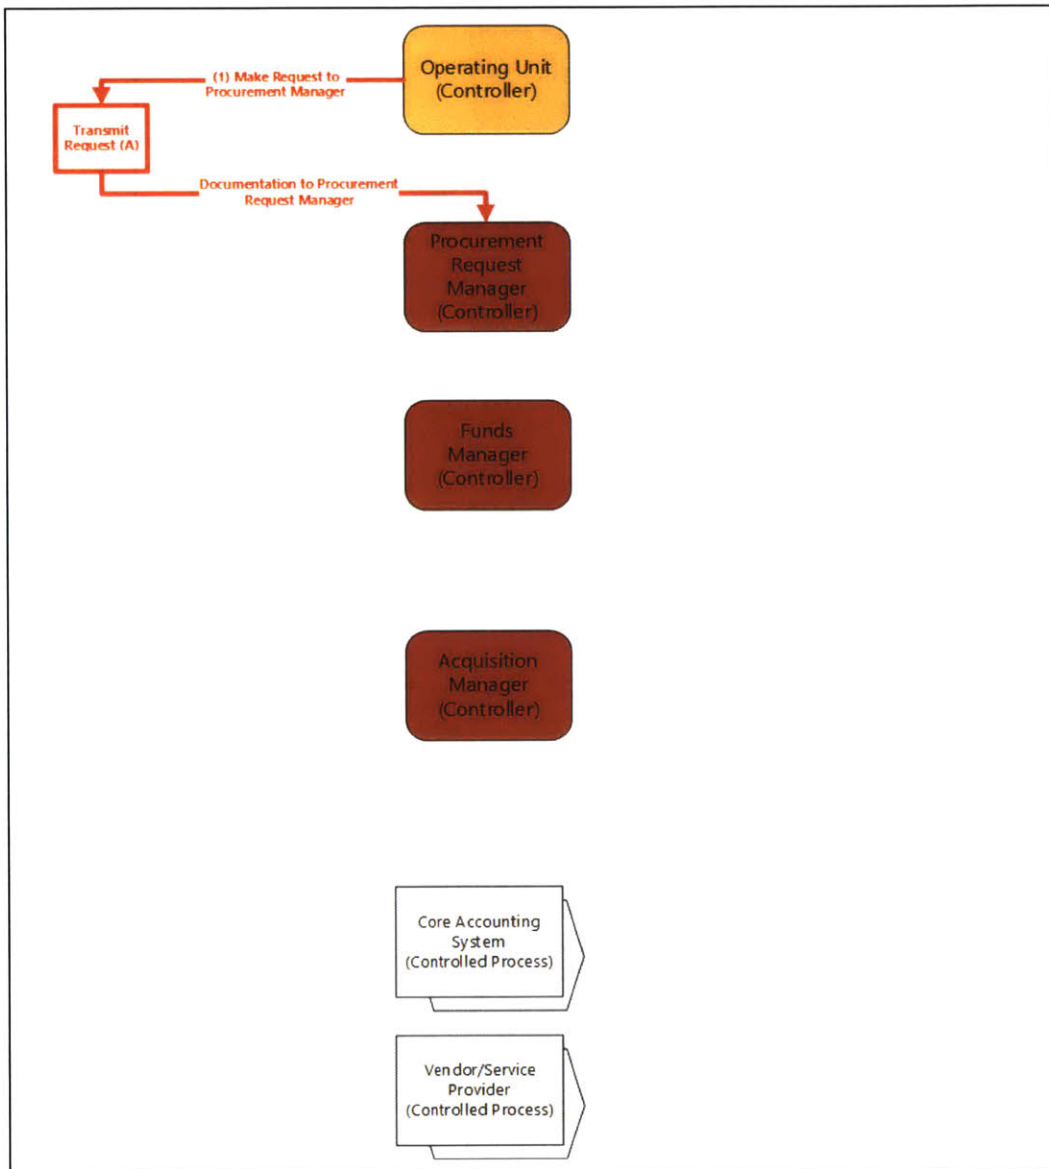 Operating Unit
(Controller)
(1) Make Request to
Procurement Manager
Transmit
Request (A)
Documentation to Procurement
Request Manager
Procurement
Request
Manager
(Controller)
Funds
Manager
(Controller)
Acquisition
Manager
(Controller)
Core Accounting
System
(Controlled Process)
Vendor/Service
Provider
(Controlled Process)